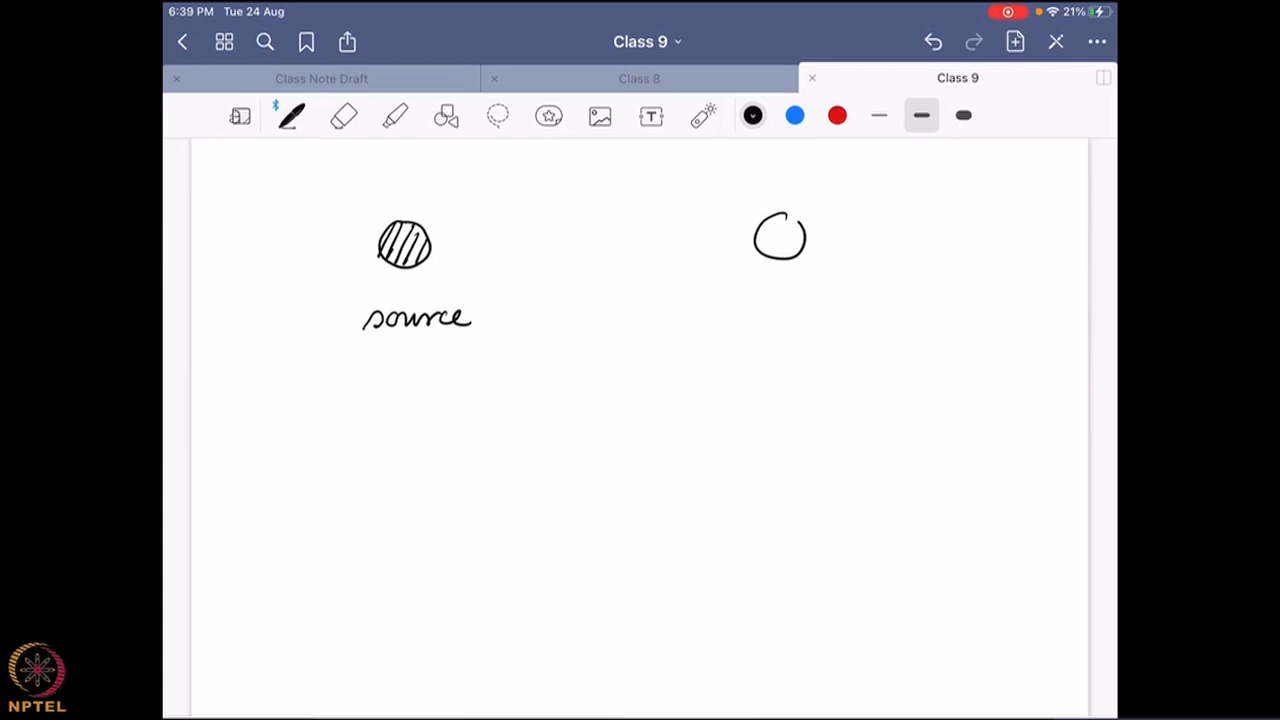 6:39 PM Tue 24 Aug
21%
Class 9
Class Note Draft
Class 8
Class 9
T
source
NPTEL